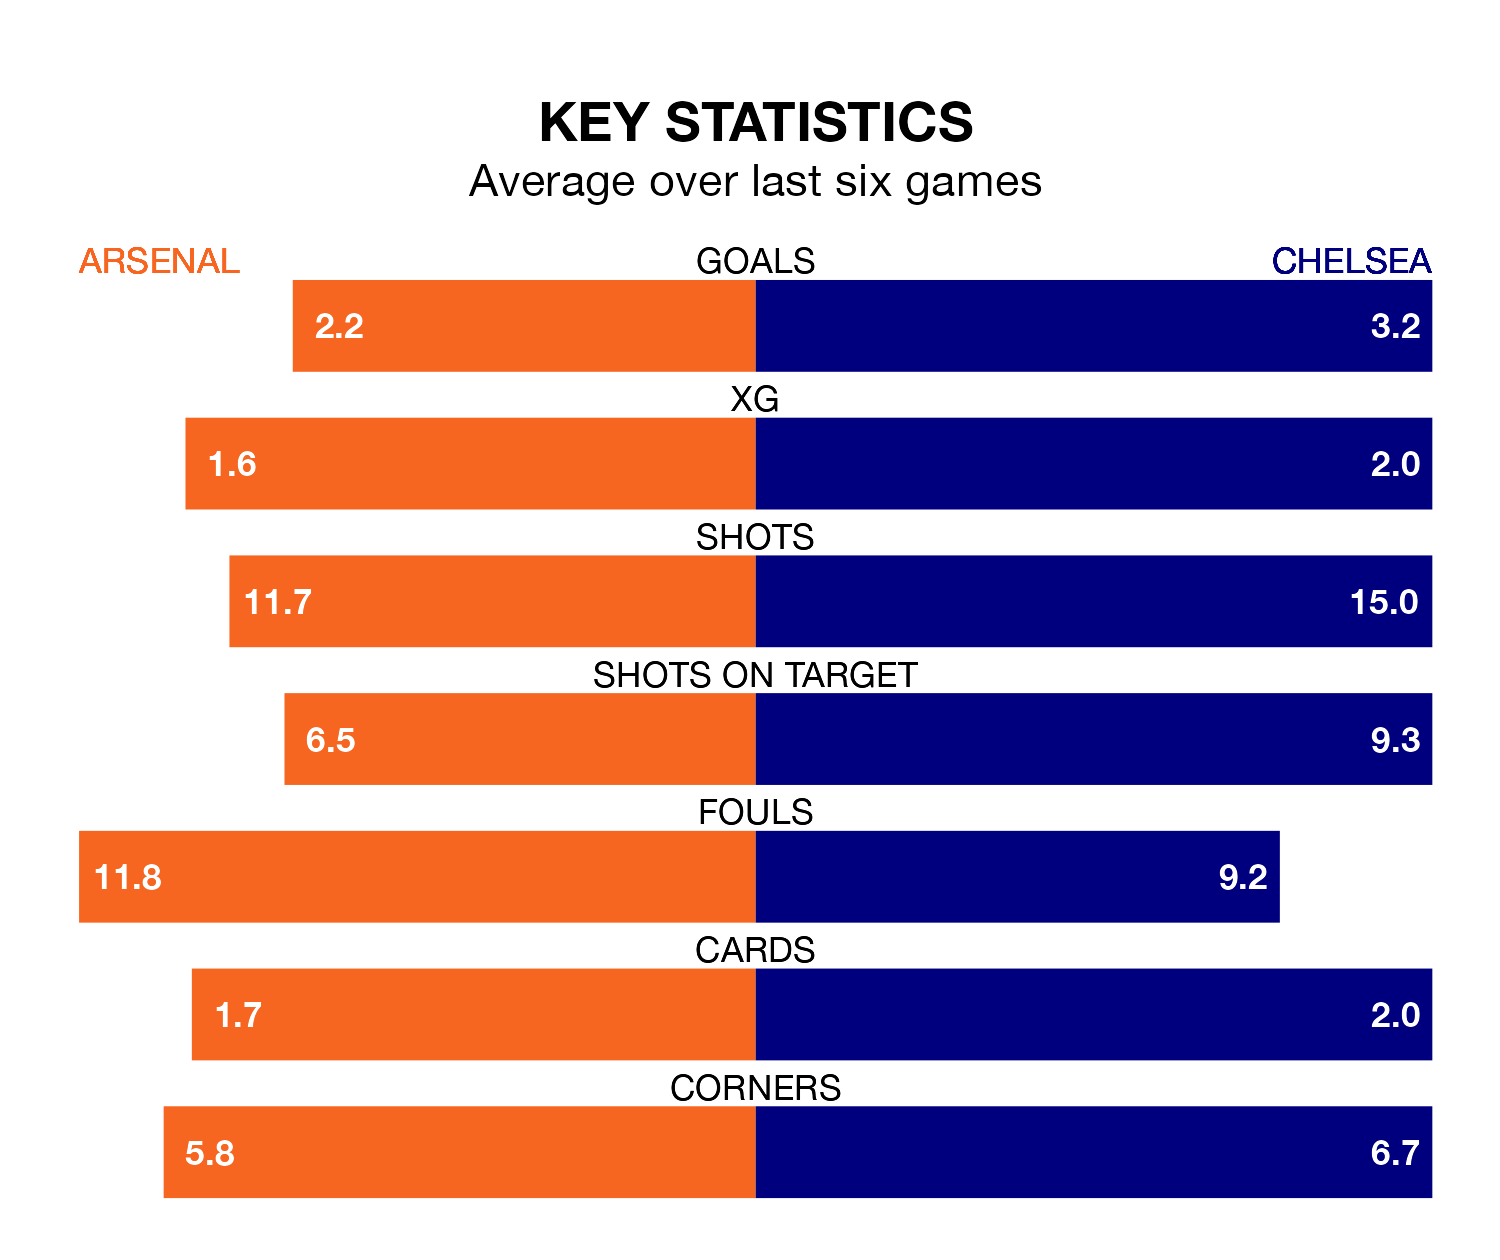 KEY STATISTICS
Average over last six games
ARSENAL GOALS CHELSEA
2.2 3.2
XG
1.6 2.0
SHOTS
11.7 15.0
SHOTS ON TARGET
6.5 9.3
FOULS
11.8 9.2
CARDS
1.7 2.0
CORNERS
5.8 6.7